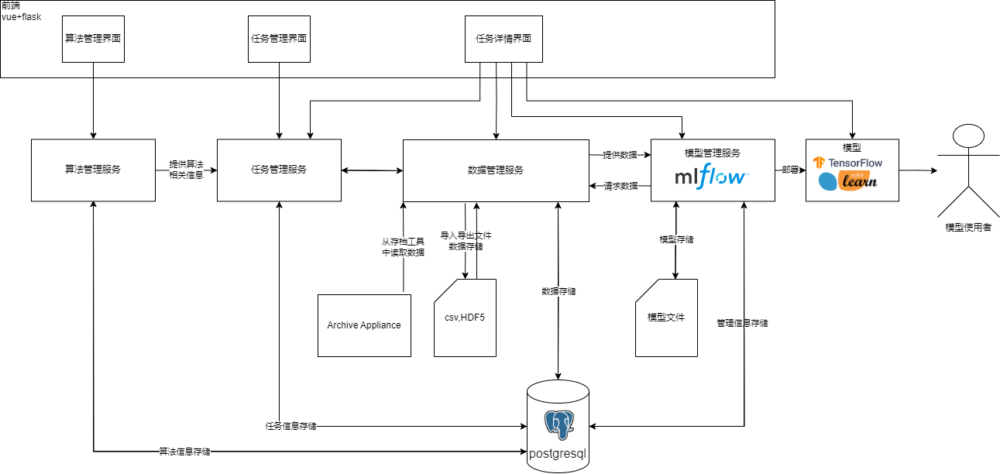 前端
vue+flask
算法管理界面
任务管理界面
任务详情界面
算法管理服务
提供算法
相关信息
任务管理服务
数据管理服务
提供数据
请求数据
模型管理服务
mlflow
部署
模型
TensorFlow
learn
模型使用者
从存档工具
中读取数据
导入导出文件
数据存储
模型存储
数据存储
Archive Appliance
csv,HDF5
模型文件
管理信息存储
任务信息存储
算法信息存储
postgresql